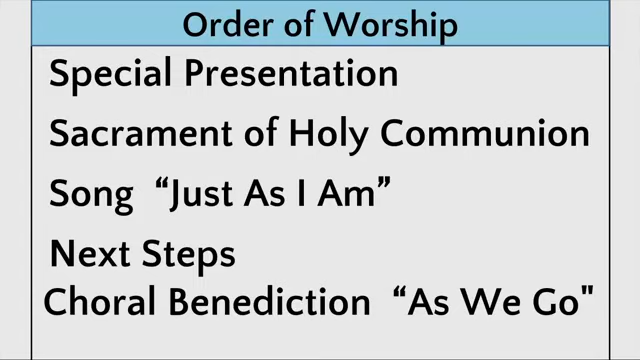 Order of Worship
Special Presentation
Sacrament of Holy Communion
Song “Just As I Am”
Next Steps
Choral Benediction “As We Go"